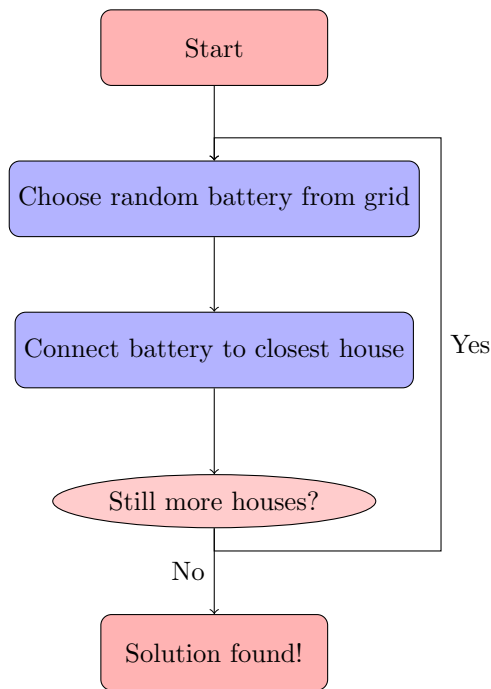 Start
Choose random battery from grid
Connect battery to closest house
Yes
Still more houses?
No
Solution found!